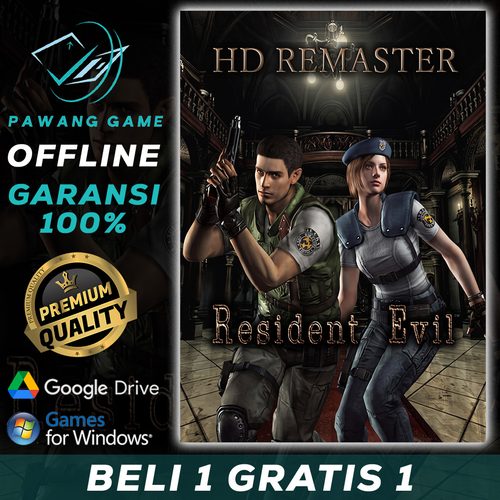 PAWANG GAME
OFFLINE
GARANSI
100%
PREMIUM
QUALITY
Google Drive
Games
for Windows
HD REMASTER
Resident Evil
BELI 1 GRATIS 1